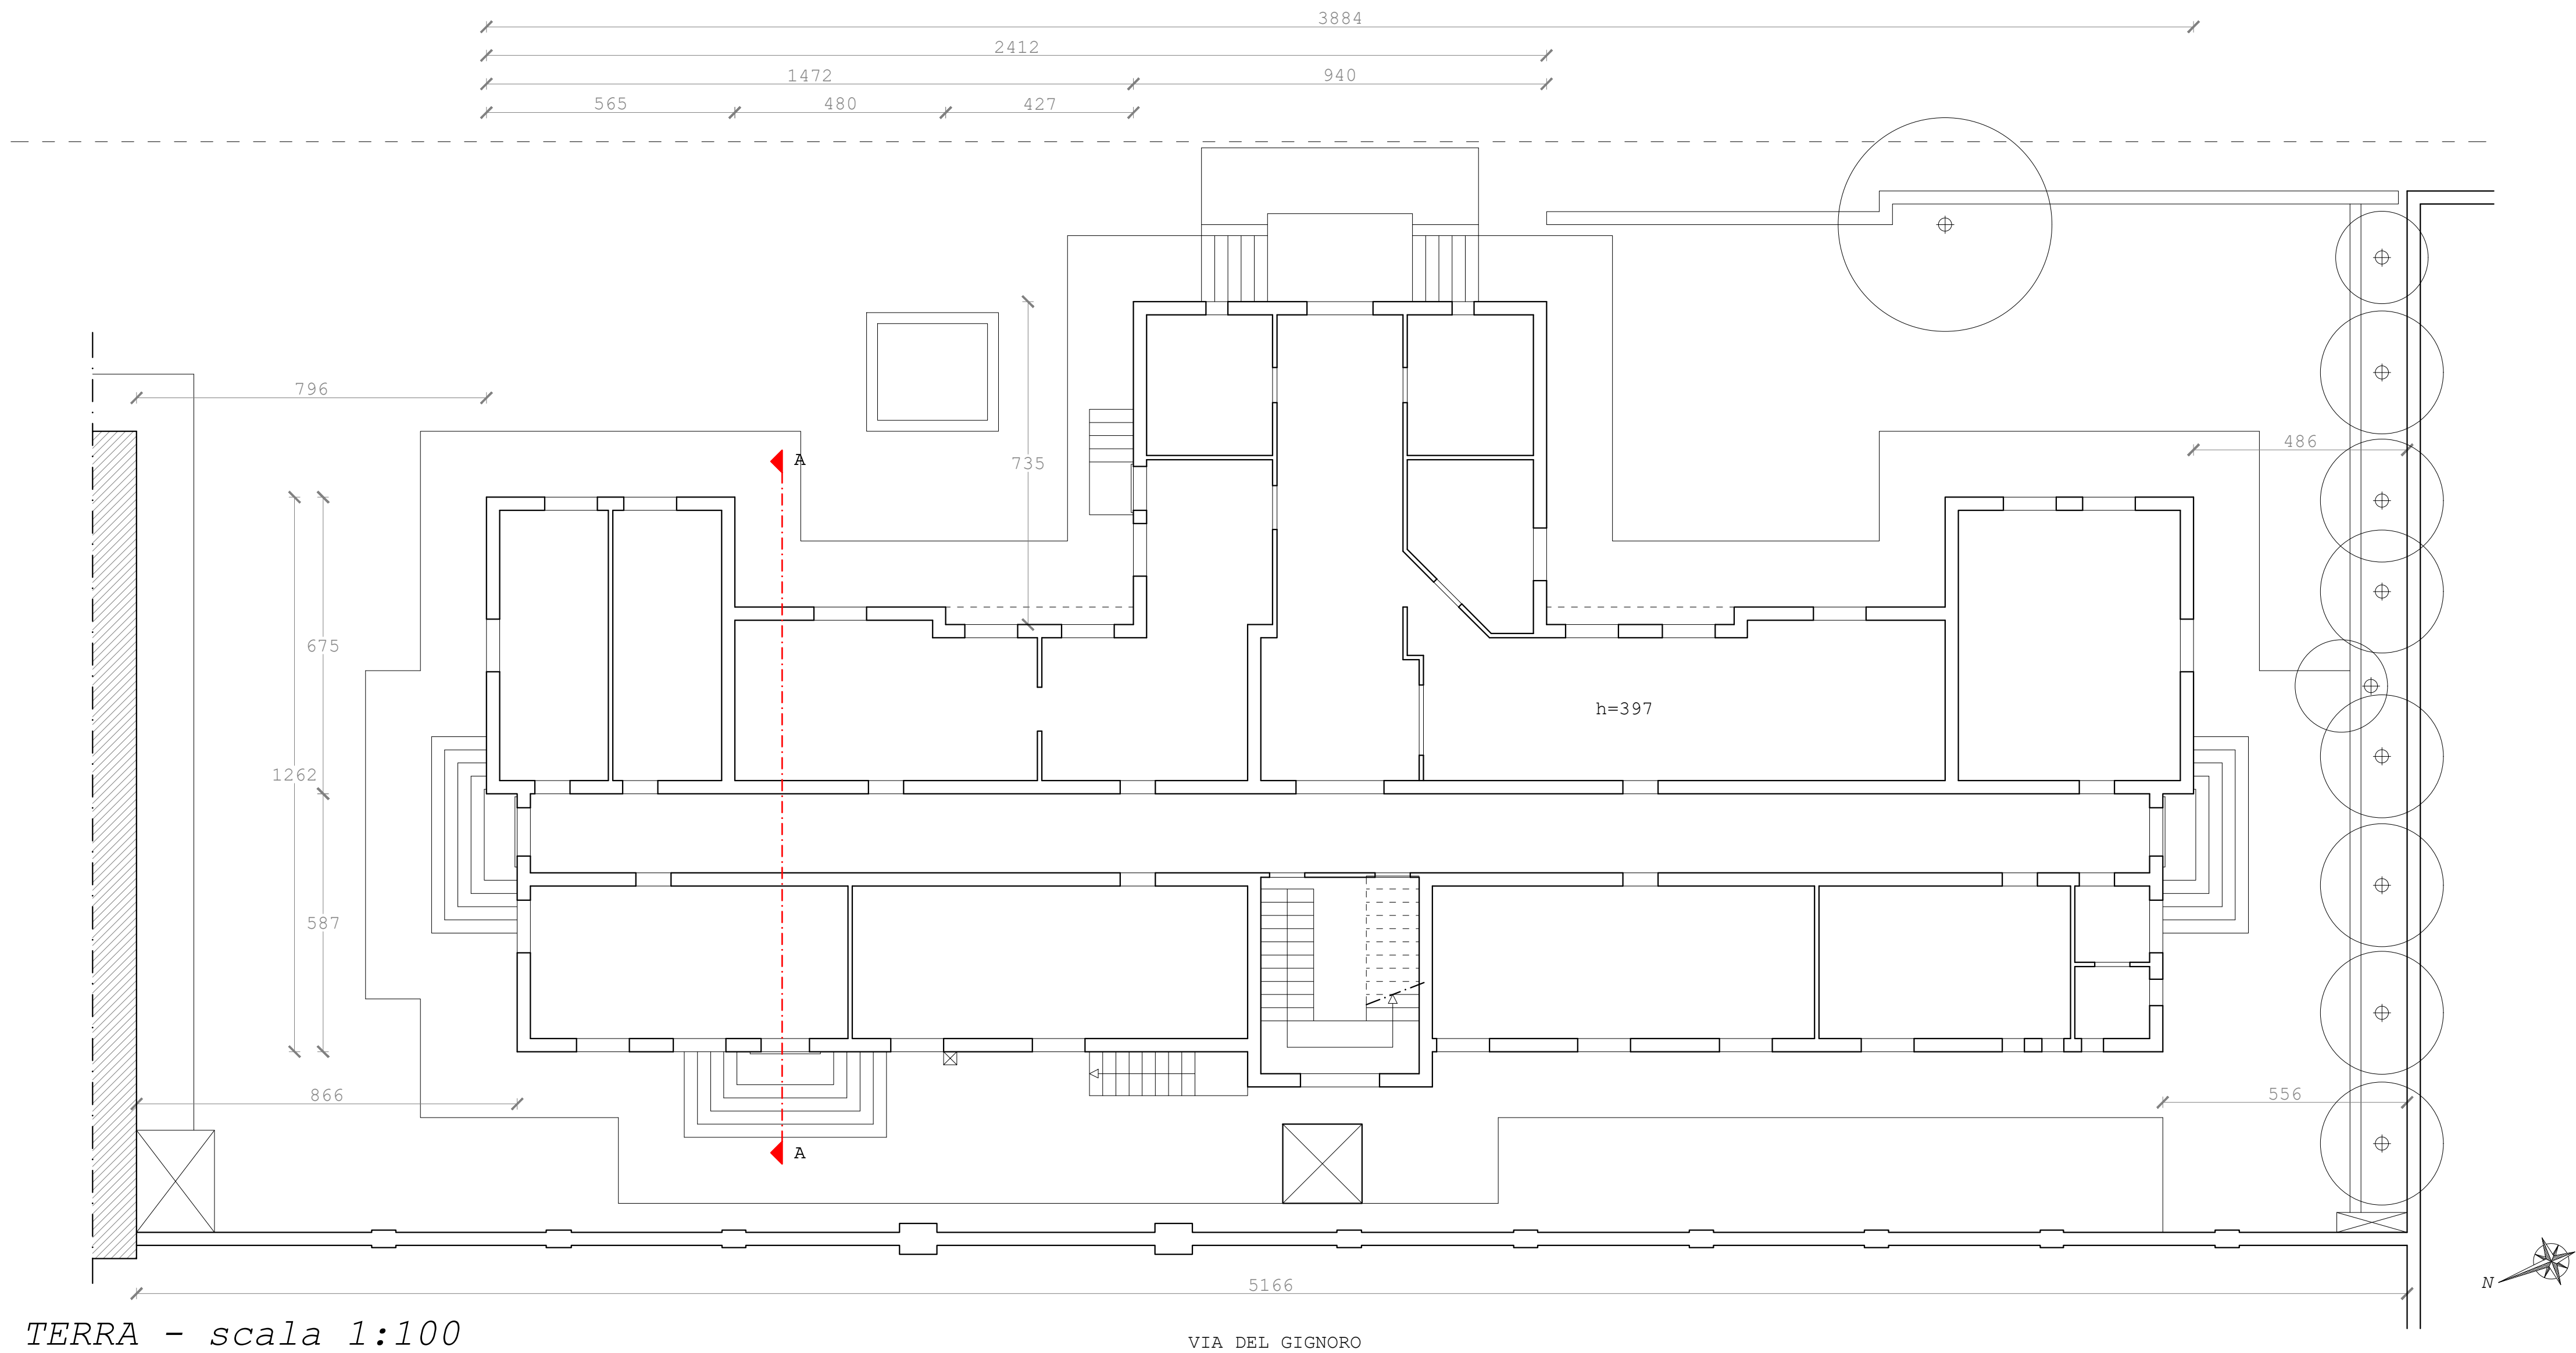 3884
2412
1472 940
565 480 427
796
486
A
735
675
h=397
1262
587
866
556
A
5166
N
TERRA - scala 1:100
VIA DEL GIGNORO